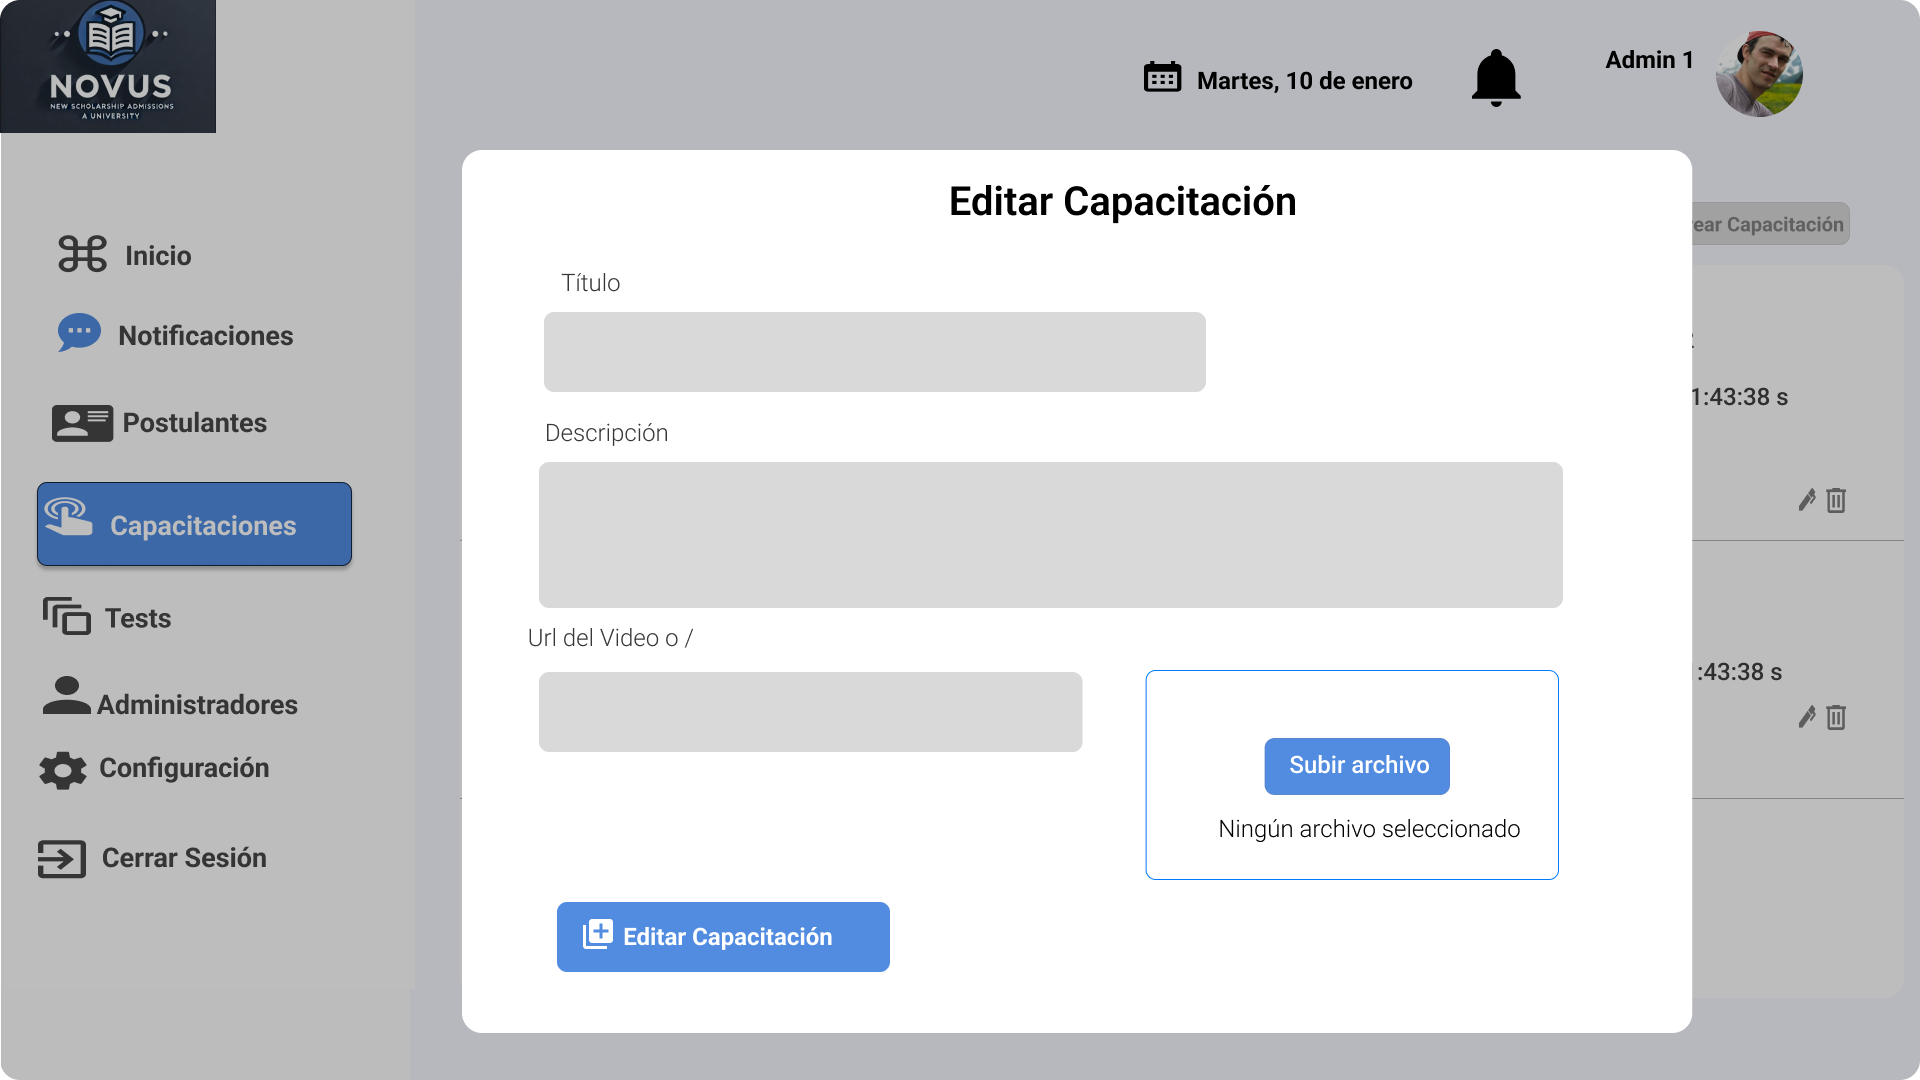 NOVUS
NEW SCHOLARSHIP ADMISSIONS
A UNIVERSITY
Martes, 10 de enero
Admin 1
Inicio
Notificaciones
Postulantes
Capacitaciones
Tests
Administradores
Configuración
Cerrar Sesión
Editar Capacitación
Título
Descripción
Url del Video o /
Subir archivo
Ningún archivo seleccionado
Editar Capacitación
ear Capacitación
1:43:38 s
:43:38 s